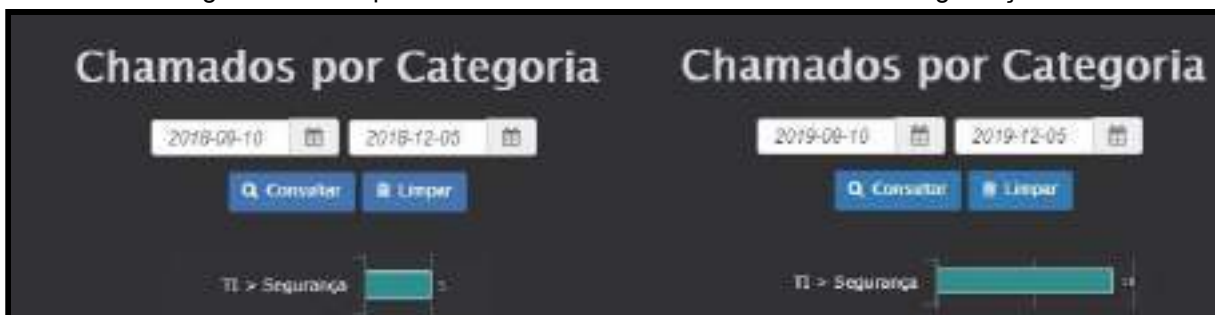 Chamados por Categoria
2018-09-10 2018-12-05
Consultar Limpar
TI > Segurança
Chamados por Categoria
2019-09-10 2019-12-05
Consultar Limpar
TI > Segurança